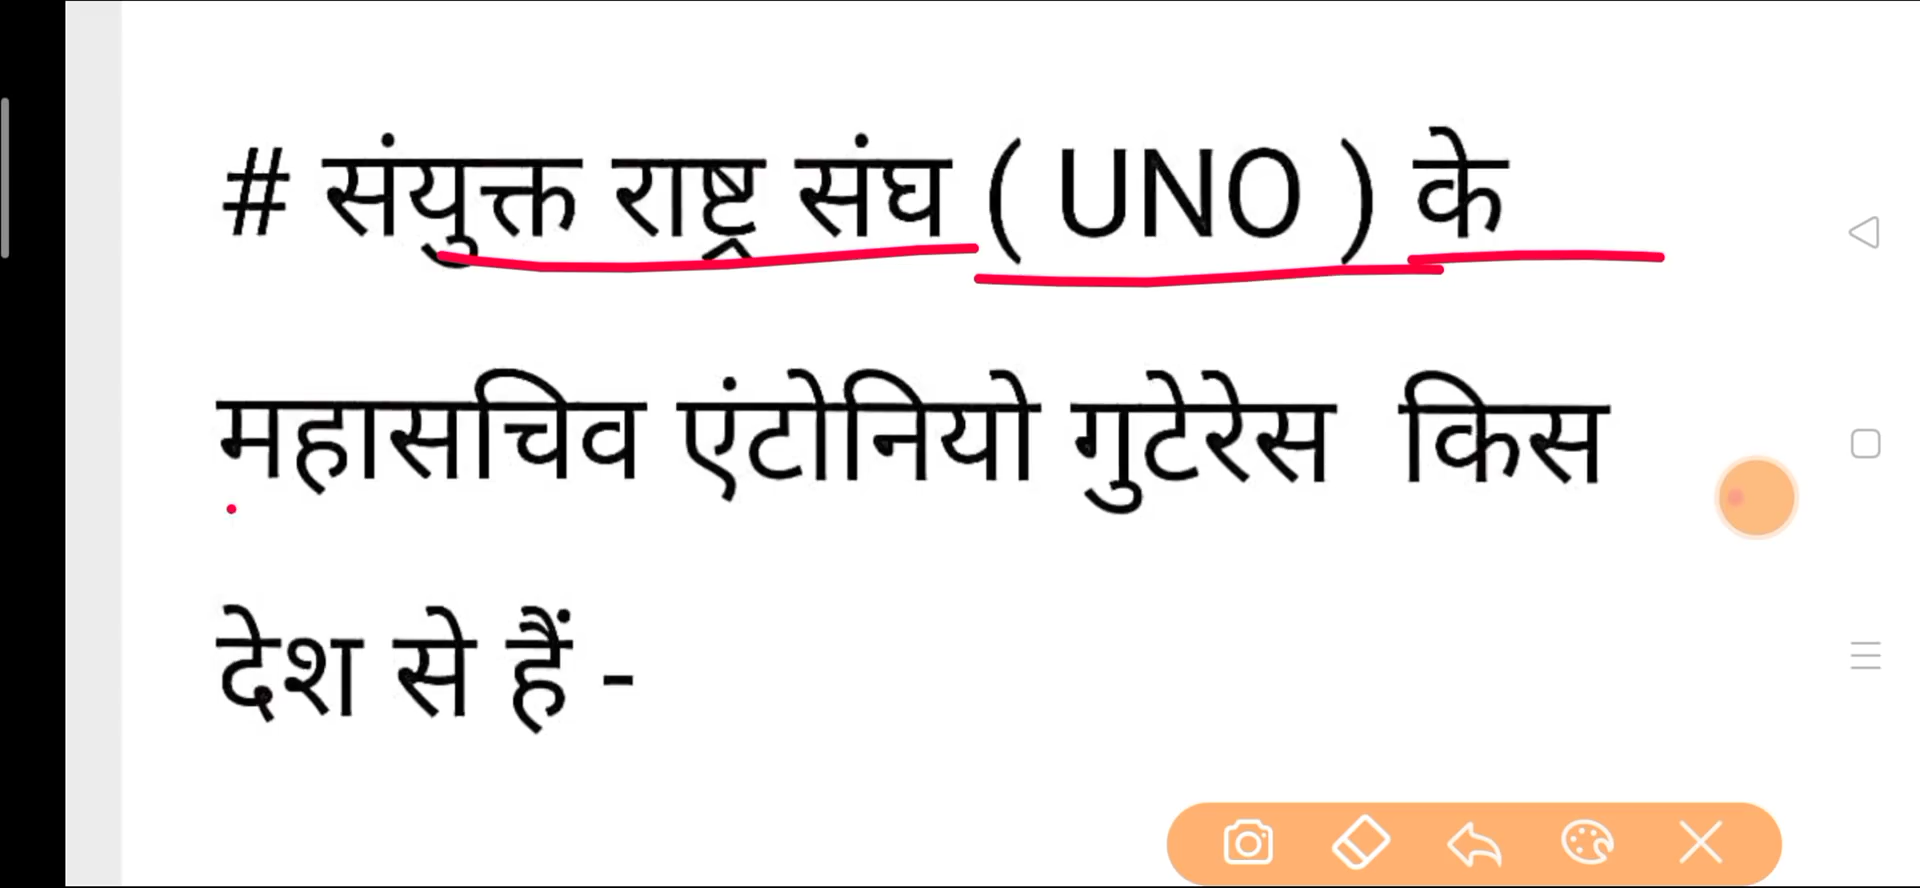 # संयुक्त राष्ट्र संघ ( UNO ) के
महासचिव एंटोनियो गुटेरेस किस
देश से हैं -